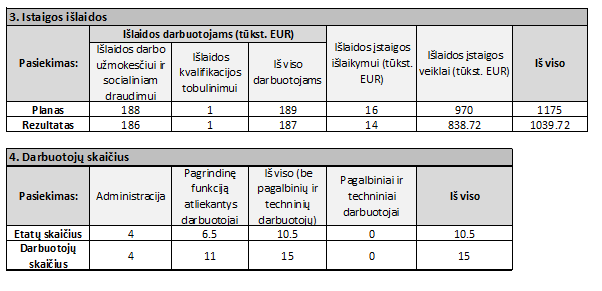 3. Įstaigos išlaidos
Pasiekimas:
Išlaidos darbuotojams (tūkst. EUR)
Išlaidos darbo
užmokesčiui ir
socialiniam
draudimui
Išlaidos
kvalifikacijos
tobulinimui
Iš viso
darbuotojams
Išlaidos įstaigos
išlaikymui (tūkst.
EUR)
Išlaidos įstaigos
veiklai (tūkst. EUR)
Iš viso
Planas 188 1 189 16 970 1175
Rezultatas 186 1 187 14 838.72 1039.72
4. Darbuotojų skaičius
Pasiekimas:
Administracija
Pagrindinę
funkciją
atliekantys
darbuotojai
Iš viso (be
pagalbinių ir
techninių
darbuotojų)
Pagalbiniai ir
techniniai
darbuotojai
Iš viso
Etatų skaičius 4 6.5 10.5 0 10.5
Darbuotojų
skaičius 4 11 15 0 15